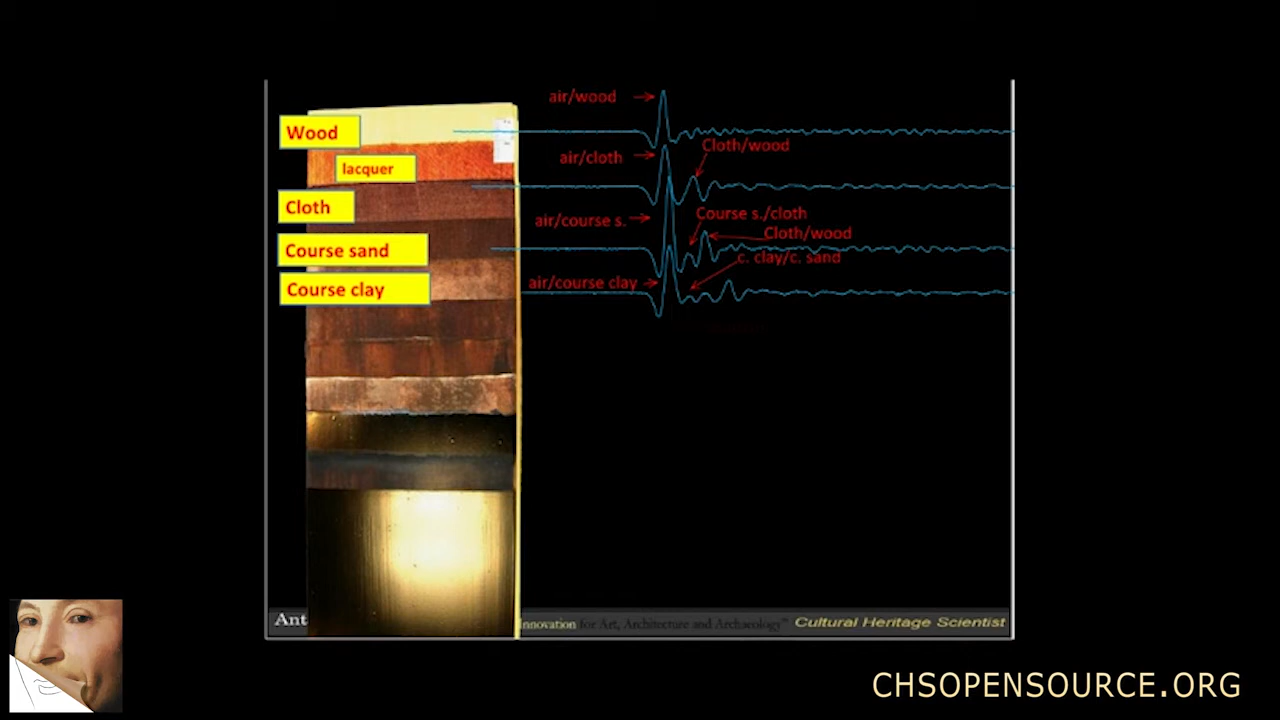 air/wood
Wood
Cloth/wood
air/cloth
lacquer
Cloth
Course s./cloth
air/course s.
Cloth/wood
Course sand
c. clay/c. sand
air/course clay
Course clay
Ant
Innovation for Art, Architecture and Archaeology"
Cultural Heritage Scientist
CHSOPENSOURCE.ORG